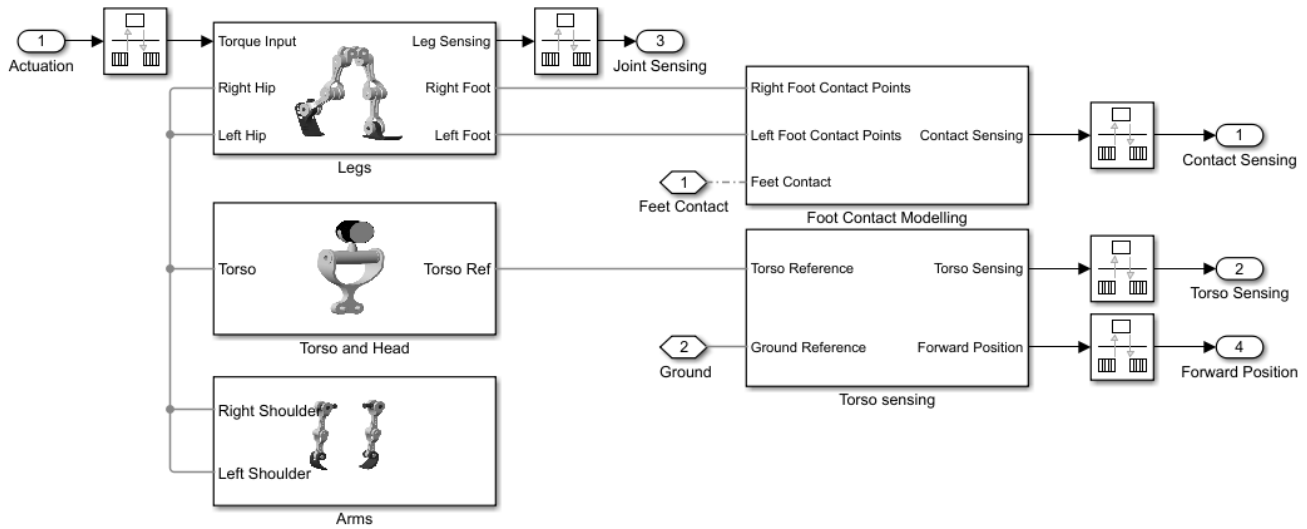 1
Actuation
Torque Input
Leg Sensing
Right Hip
Right Foot
Left Hip
Left Foot
Legs
3
Joint Sensing
Right Foot Contact Points
Left Foot Contact Points
Contact Sensing
Feet Contact
Foot Contact Modelling
1
Feet Contact
1
Contact Sensing
Torso
Torso Ref
Torso and Head
Torso Reference
Torso Sensing
Ground Reference
Forward Position
Torso sensing
2
Ground
2
Torso Sensing
4
Forward Position
Right Shoulder
Left Shoulder
Arms